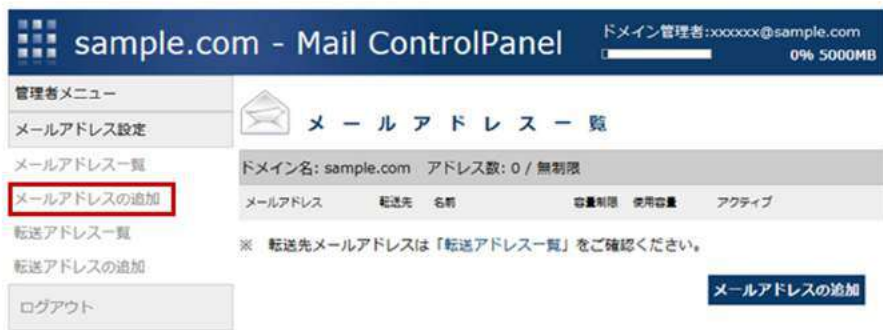 sample.com - Mail ControlPanel
ドメイン管理者:xxxxxx@sample.com
0% 5000MB
管理者メニュー
メールアドレス設定
メールアドレス一覧
メールアドレスの追加
転送アドレス一覧
転送アドレスの追加
ログアウト
メールアドレス一覧
ドメイン名: sample.com アドレス数: 0 / 無制限
メールアドレス 転送先 名前 容量制限 使用容量 アクティブ
※ 転送先メールアドレスは「転送アドレス一覧」をご確認ください。
メールアドレスの追加